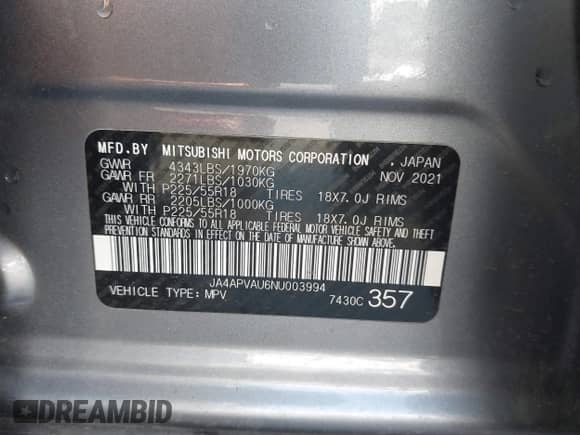 MFD.BY MITSUBISHI MOTORS CORPORATION . JAPAN
GVWR 4343LBS/1970KG NOV 2021
GAWR FR 2271LBS/1030KG
WITH P225/55R18 TIRES 18X7.0J RIMS
GAWR RR 2205LBS/1000KG
WITH P225/55R18 TIRES 18X7.0J RIMS
THIS VEHICLE CONFORMS TO ALL APPLICABLE FEDERAL MOTOR VEHICLE SAFETY AND THEFT
PREVENTION STANDARDS IN EFFECT ON THE DATE OF MANUFACTURE SHOWN ABOVE.
JA4APVAU6NU003994
VEHICLE TYPE: MPV 7430C 357
DREAMBID